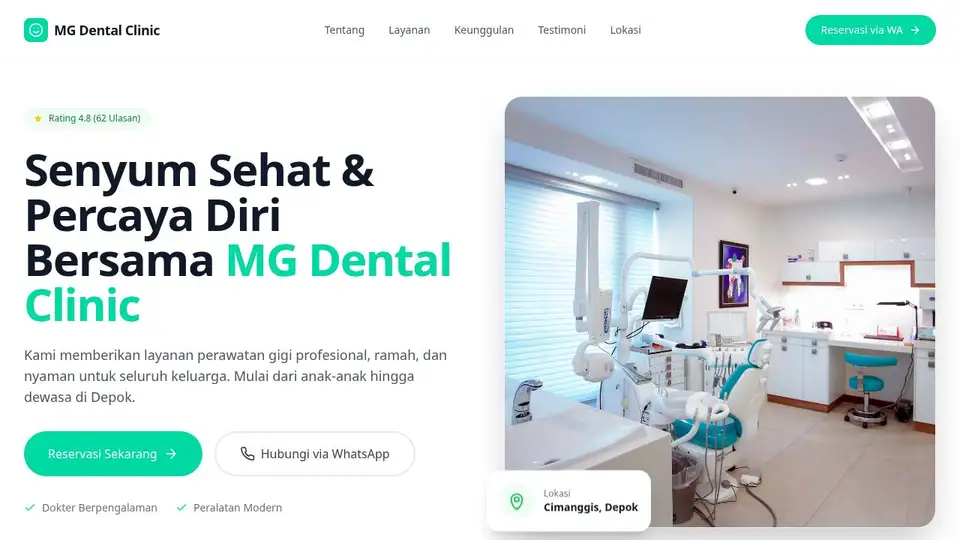 MG Dental Clinic
Tentang
Layanan
Keunggulan
Testimoni
Lokasi
Reservasi via WA
Rating 4.8 (62 Ulasan)
Senyum Sehat &
Percaya Diri
Bersama MG Dental
Clinic
Kami memberikan layanan perawatan gigi profesional, ramah, dan
nyaman untuk seluruh keluarga. Mulai dari anak-anak hingga
dewasa di Depok.
Reservasi Sekarang
Hubungi via WhatsApp
Dokter Berpengalaman
Peralatan Modern
Lokasi
Cimanggis, Depok